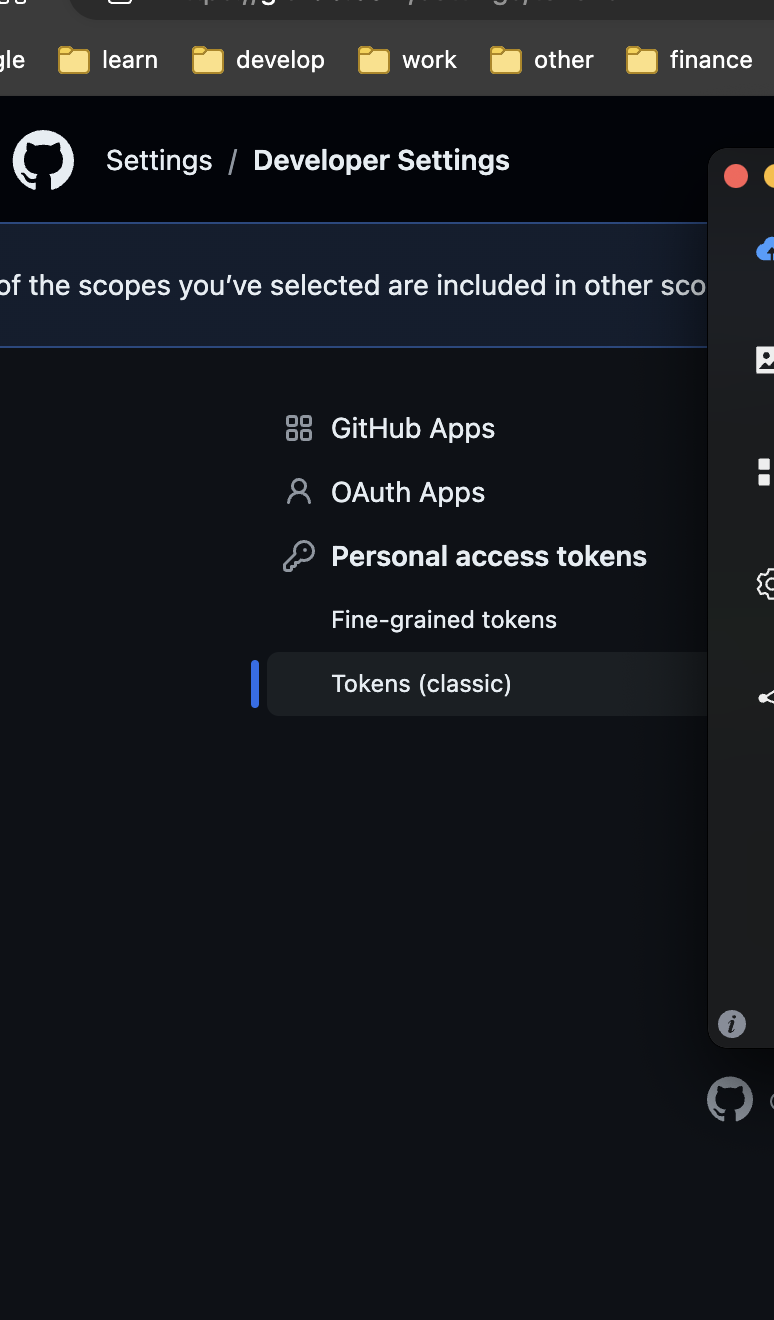 gle learn develop work other finance
Settings / Developer Settings
of the scopes you've selected are included in other sco
GitHub Apps
OAuth Apps
Personal access tokens
Fine-grained tokens
Tokens (classic)